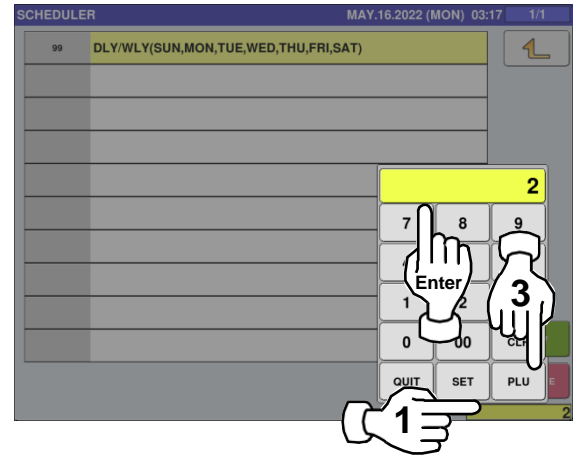 SCHEDULER MAY.16.2022 (MON) 03:17 1/1
99 DLY/WLY(SUN,MON,TUE,WED,THU,FRI,SAT)
2
7 8 9
Enter
1 2 3
0 00
QUIT SET PLU E
1
2